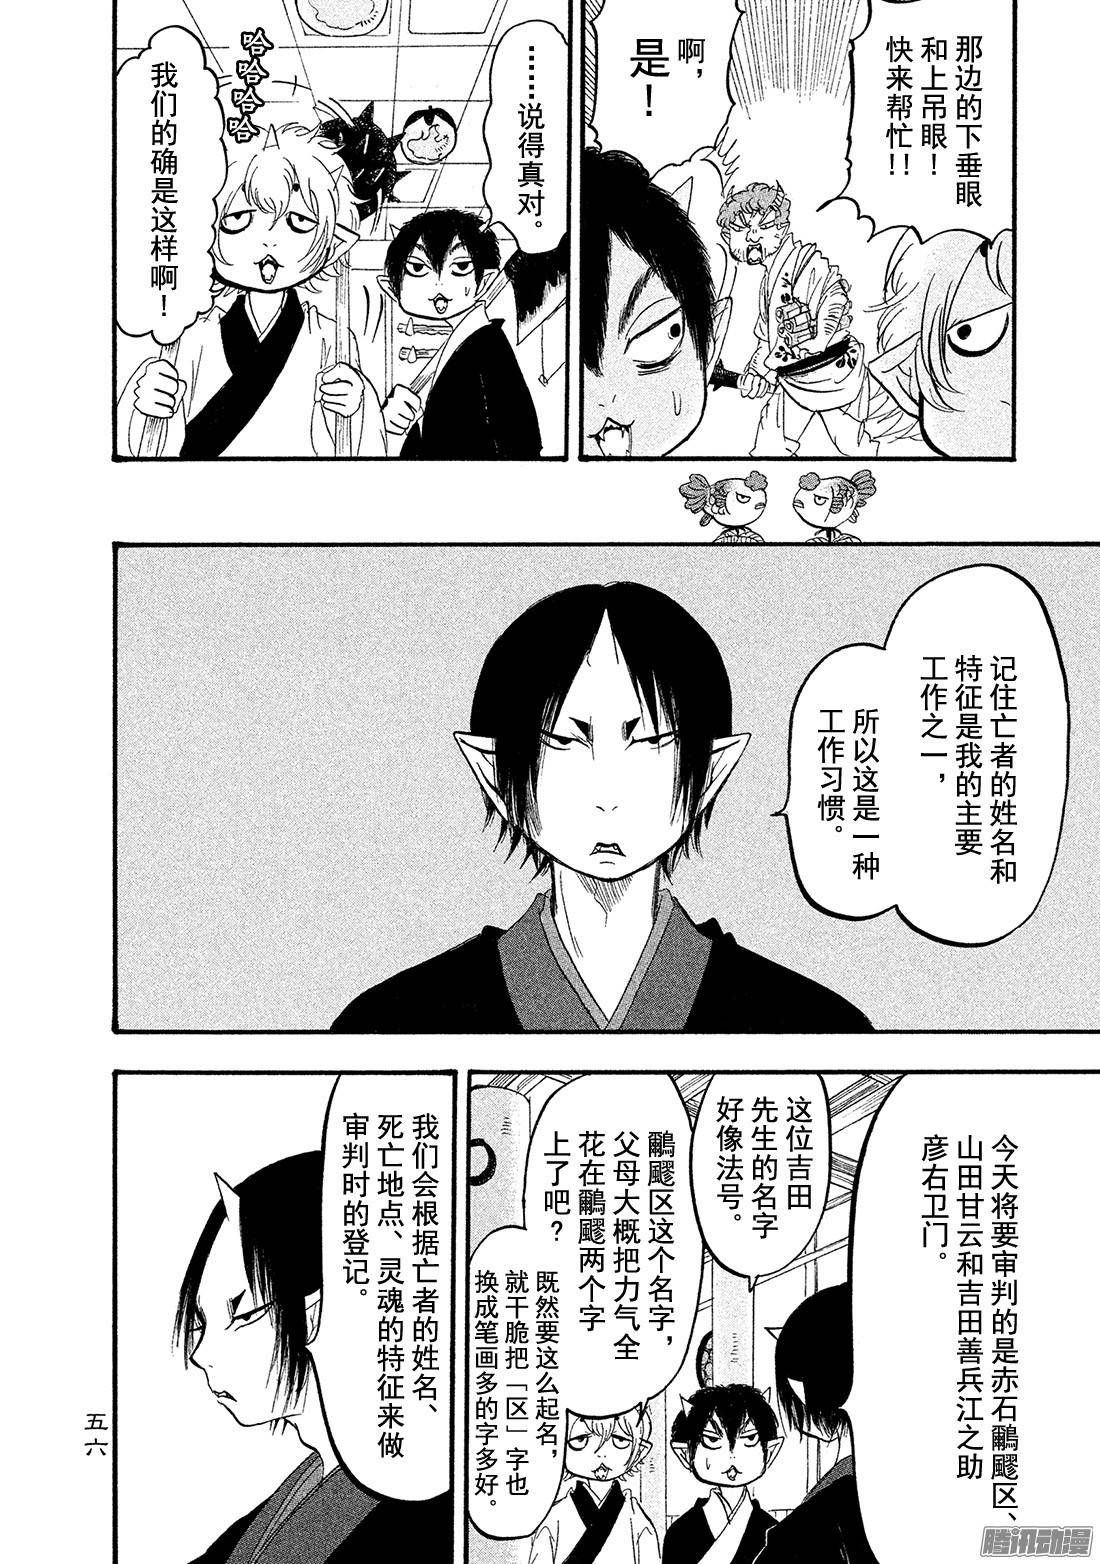 那边的下垂眼
和上吊眼！
快来帮忙!!
啊，
是！
……说得真对。
哈哈哈哈
我们的确是这样啊！
记住亡者的姓名和
特征是我的主要
工作之一，
所以这是一种
工作习惯。
今天将要审判的是赤石鸓飂区、
山田甘云和吉田善兵江之助
彦右卫门。
这位吉田
先生的名字
好像法号。
鸓飂区这个名字，
父母大概把力气全
花在鸓飂两个字
上了吧？
既然要这么起名，
就干脆把「区」字也
换成笔画多的字多好。
我们会根据亡者的姓名、
死亡地点、灵魂的特征来做
审判时的登记。
五六
腾讯动漫